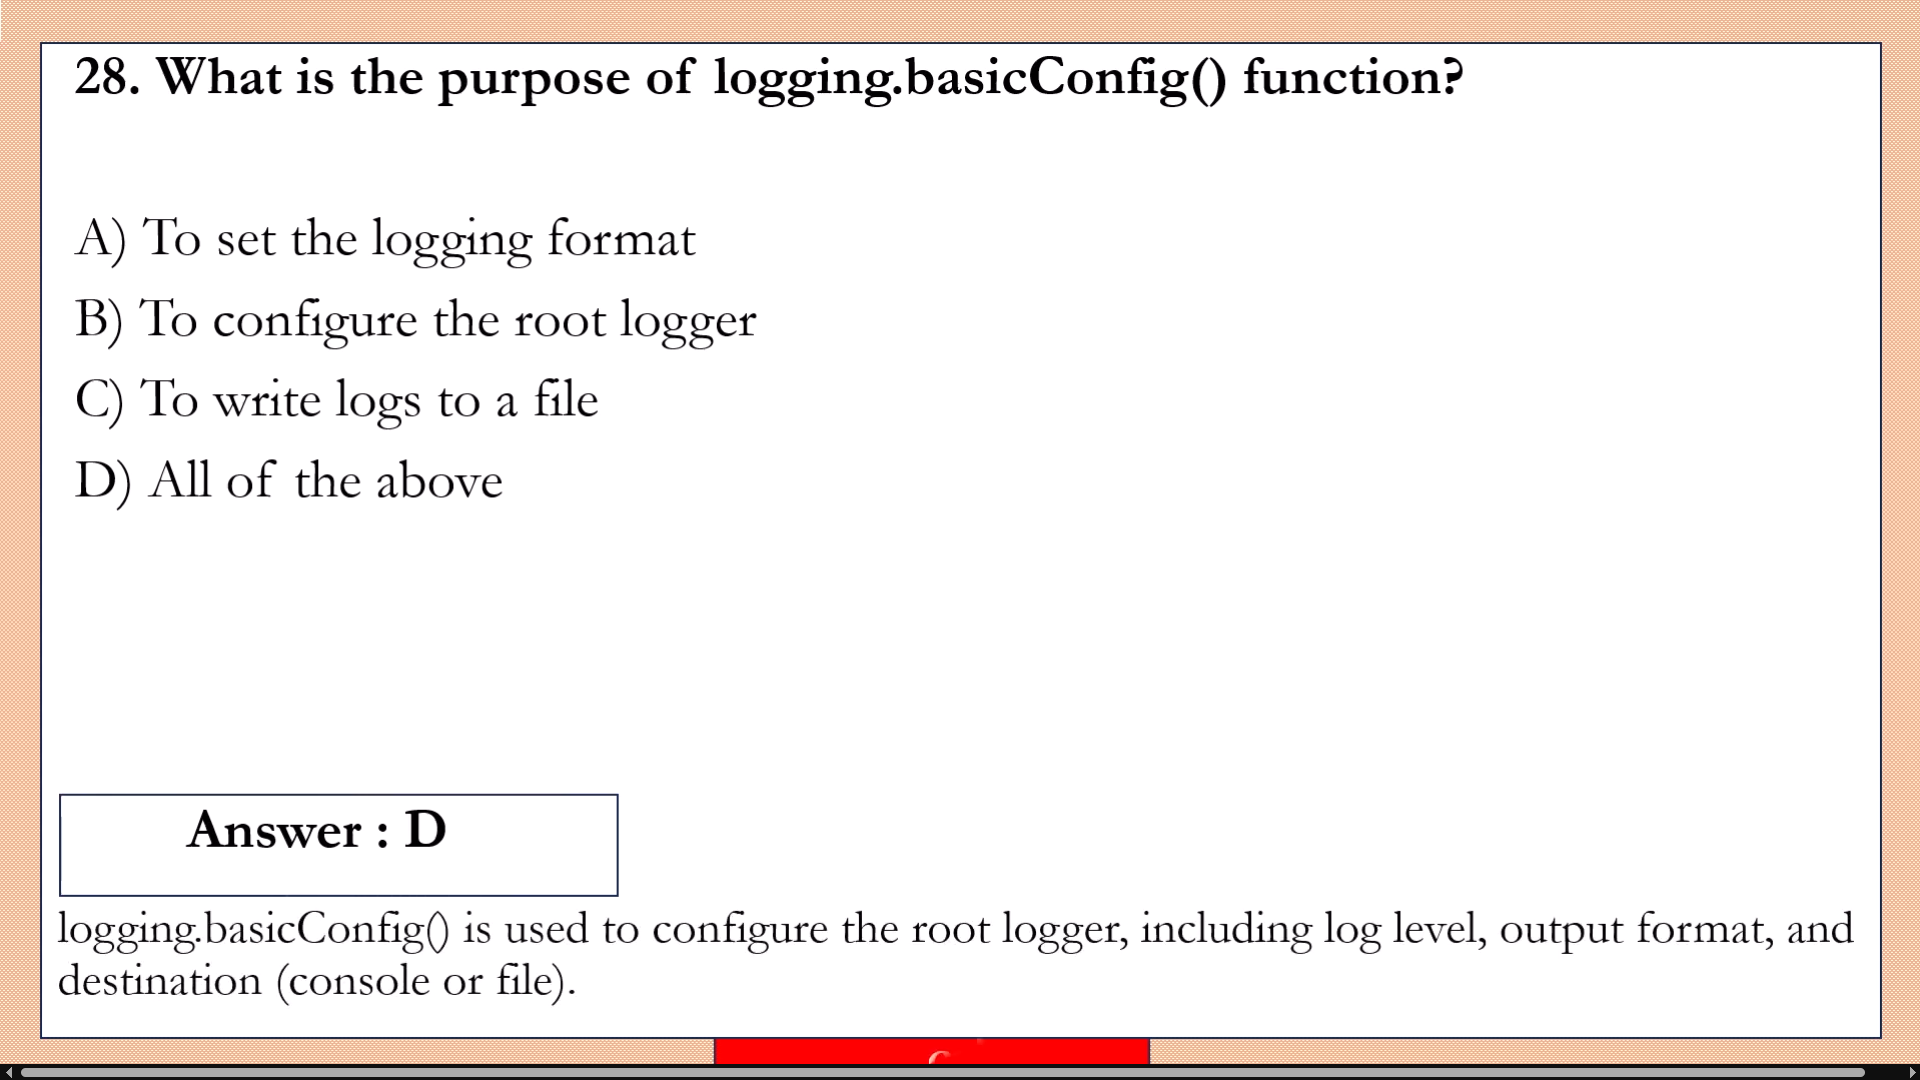 28. What is the purpose of logging.basicConfig() function?
A) To set the logging format
B) To configure the root logger
C) To write logs to a file
D) All of the above
Answer : D
logging.basicConfig() is used to configure the root logger, including log level, output format, and
destination (console or file).